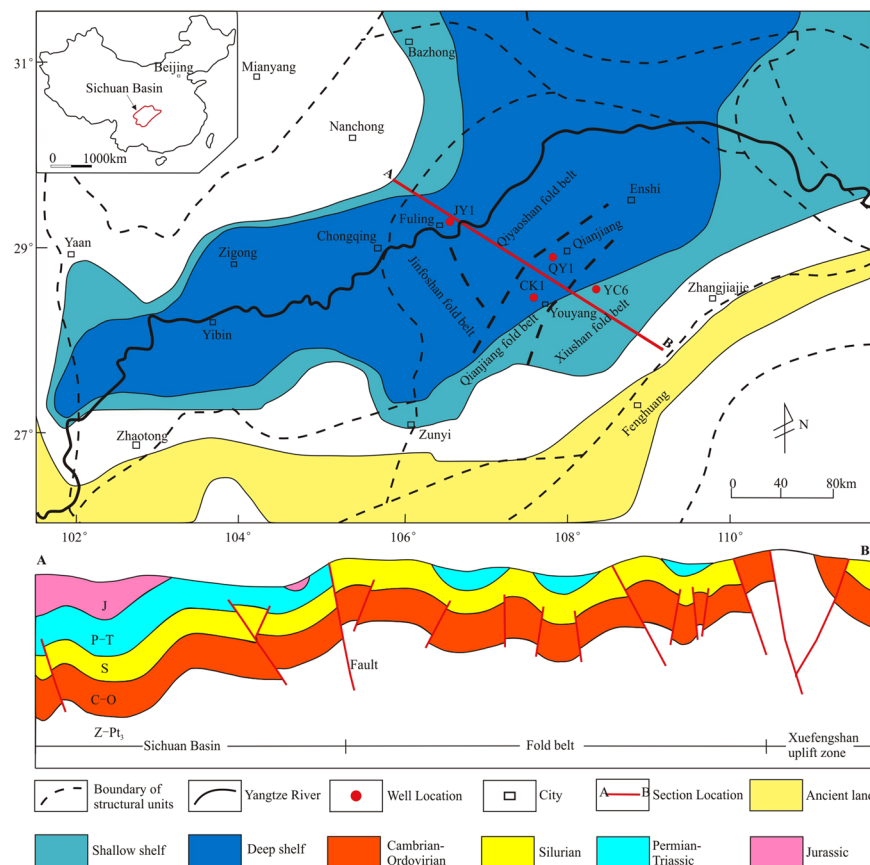 31°
Bazhong
Beijing
Mianyang
Sichuan Basin
Nanchong
0 1000km
A
Enshi
JY1
Qiyaoshan fold belt
Fuling
29°
Yaan
Chongqing
Qianjiang
Zigong
QY1
Jinfoshan fold belt
CK1
YC6
Zhangjiajie
Youyang
Yibin
Xiushan fold belt
B
Qianjiang fold belt
Fenghuang
N
27°
Zhaotong
Zunyi
0 40 80km
102° 104 106° 108° 110°
A B
J
P-T
S
Fault
C-O
Z-Pt₃
Sichuan Basin Fold belt Xuefengshan
uplift zone
Boundary of
structural units
Yangtze River
Well Location
City
A B
Section Location
Ancient land
Shallow shelf
Deep shelf
Cambrian-
Ordovirian
Silurian
Permian-
Triassic
Jurassic